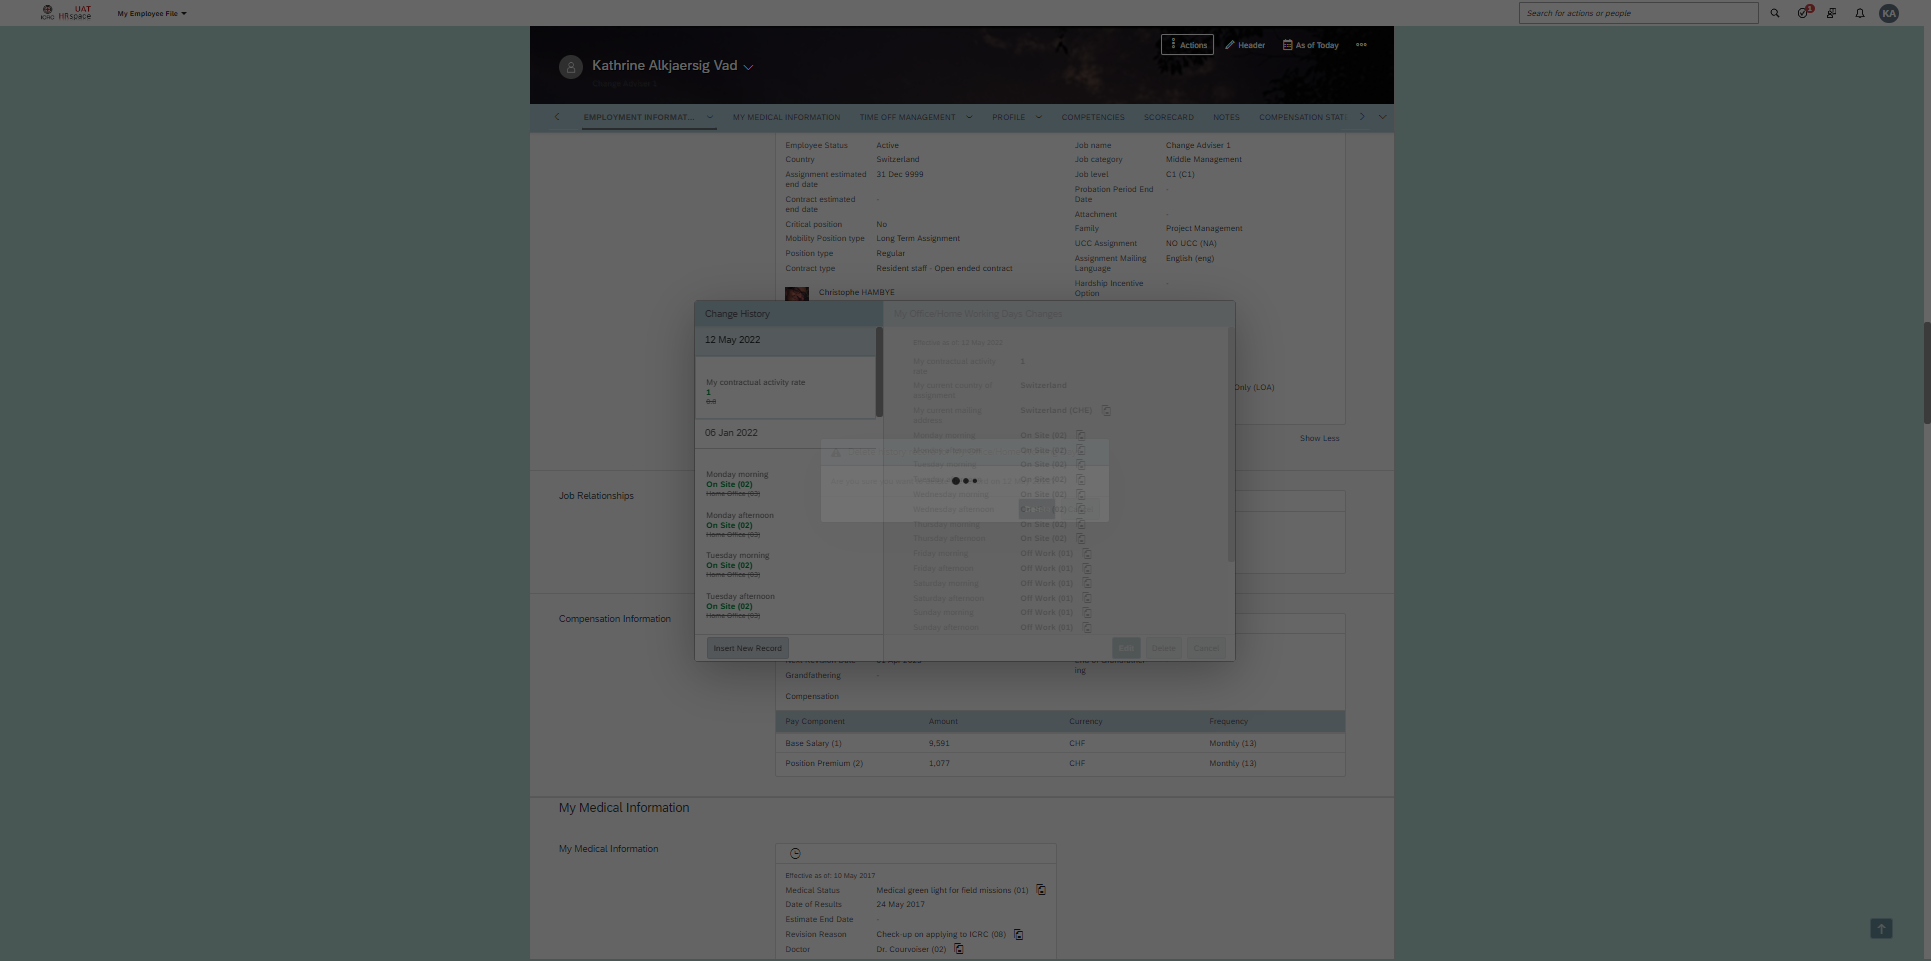 ICRC
UAT
HRspace
My Employee File
Search for actions or people
1
KA
Kathrine Alkjaersig Vad
Change Adviser 1
Actions
Header
As of Today
EMPLOYMENT INFORMAT...
MY MEDICAL INFORMATION
TIME OFF MANAGEMENT
PROFILE
COMPETENCIES
SCORECARD
NOTES
COMPENSATION STAT
Employee Status Active
Country Switzerland
Assignment estimated end date 31 Dec 9999
Contract estimated end date -
Critical position No
Mobility Position type Long Term Assignment
Position type Regular
Contract type Resident staff - Open ended contract
Christophe HAMBYE
Job name Change Adviser 1
Job category Middle Management
Job level C1 (C1)
Probation Period End Date -
Attachment -
Family Project Management
UCC Assignment NO UCC (NA)
Assignment Mailing Language English (eng)
Hardship Incentive Option -
Only (LOA)
Show Less
Change History
12 May 2022
My contractual activity rate
1
0.8
06 Jan 2022
Monday morning
On Site (02)
Home Office (03)
Monday afternoon
On Site (02)
Home Office (03)
Tuesday morning
On Site (02)
Home Office (03)
Tuesday afternoon
On Site (02)
Home Office (03)
Insert New Record
My Office/Home Working Days Changes
Effective as of: 12 May 2022
My contractual activity rate 1
My current country of assignment Switzerland
My current morning address Switzerland (CHE)
Monday morning On Site (02)
Monday afternoon On Site (02)
Tuesday morning On Site (02)
Tuesday afternoon On Site (02)
Wednesday morning On Site (02)
Wednesday afternoon On Site (02)
Thursday morning On Site (02)
Thursday afternoon On Site (02)
Friday morning Off Work (01)
Friday afternoon Off Work (01)
Saturday morning Off Work (01)
Saturday afternoon Off Work (01)
Sunday morning Off Work (01)
Sunday afternoon Off Work (01)
Edit
Delete
Cancel
Job Relationships
Compensation Information
Grandfathering -
ing
Compensation
Pay Component Amount Currency Frequency
Base Salary (1) 9,591 CHF Monthly (13)
Position Premium (2) 1,077 CHF Monthly (13)
My Medical Information
My Medical Information
Effective as of: 10 May 2017
Medical Status Medical green light for field missions (01)
Date of Results 24 May 2017
Estimate End Date -
Revision Reason Check-up on applying to ICRC (08)
Doctor Dr. Courvoiser (02)